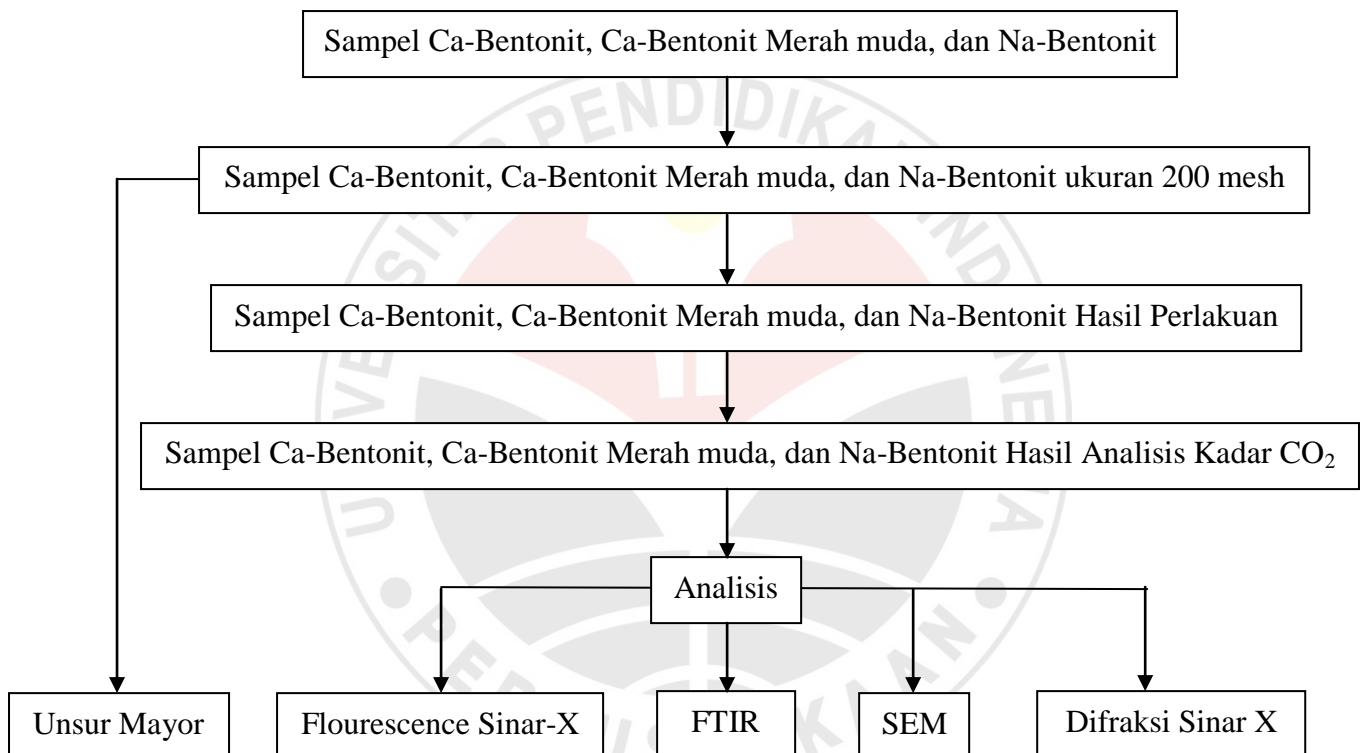 Sampel Ca-Bentonit, Ca-Bentonit Merah muda, dan Na-Bentonit
Sampel Ca-Bentonit, Ca-Bentonit Merah muda, dan Na-Bentonit ukuran 200 mesh
Sampel Ca-Bentonit, Ca-Bentonit Merah muda, dan Na-Bentonit Hasil Perlakuan
Sampel Ca-Bentonit, Ca-Bentonit Merah muda, dan Na-Bentonit Hasil Analisis Kadar CO₂
Analisis
Unsur Mayor
Flourescence Sinar-X
FTIR
SEM
Difraksi Sinar X